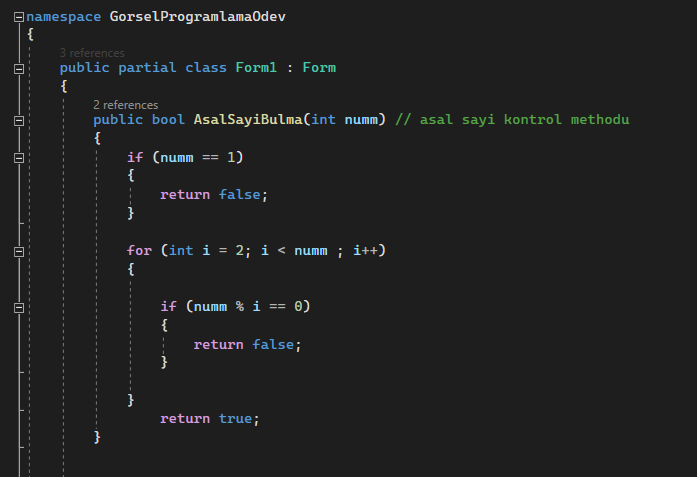 namespace GorselProgramlamaOdev
{
3 references
public partial class Form1 : Form
{
2 references
public bool AsalSayiBulma(int numm) // asal sayi kontrol methodu
{
if (numm == 1)
{
return false;
}
for (int i = 2; i < numm ; i++)
{
if (numm % i == 0)
{
return false;
}
}
return true;
}